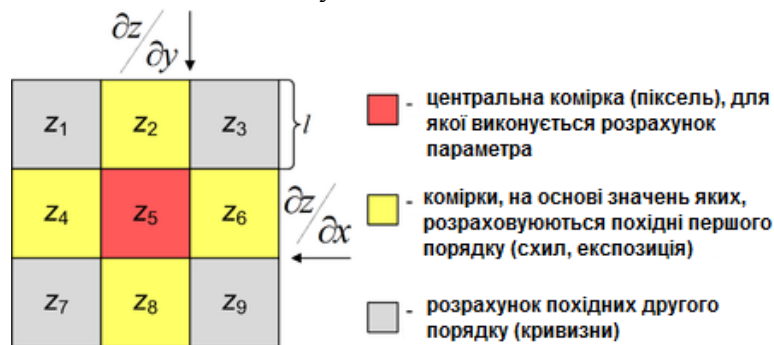 ∂z/∂y
z1 z2 z3 l
z4 z5 z6 ∂z/∂x
z7 z8 z9
- центральна комірка (піксель), для
якої виконується розрахунок
параметра
- комірки, на основі значень яких,
розраховуюються похідні першого
порядку (схил, експозиція)
- розрахунок похідних другого
порядку (кривизни)